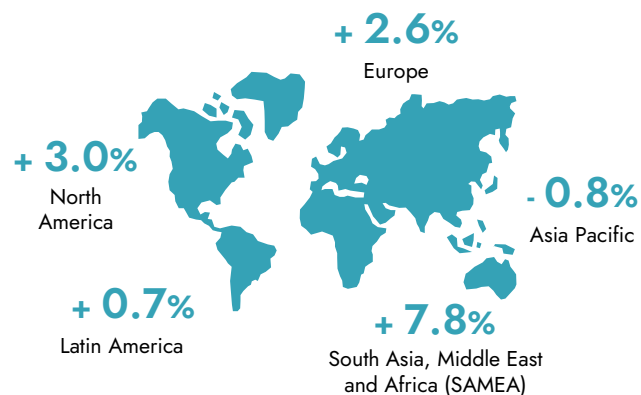 + 2.6%
Europe
+ 3.0%
North
America
- 0.8%
Asia Pacific
+ 0.7%
Latin America
+ 7.8%
South Asia, Middle East
and Africa (SAMEA)